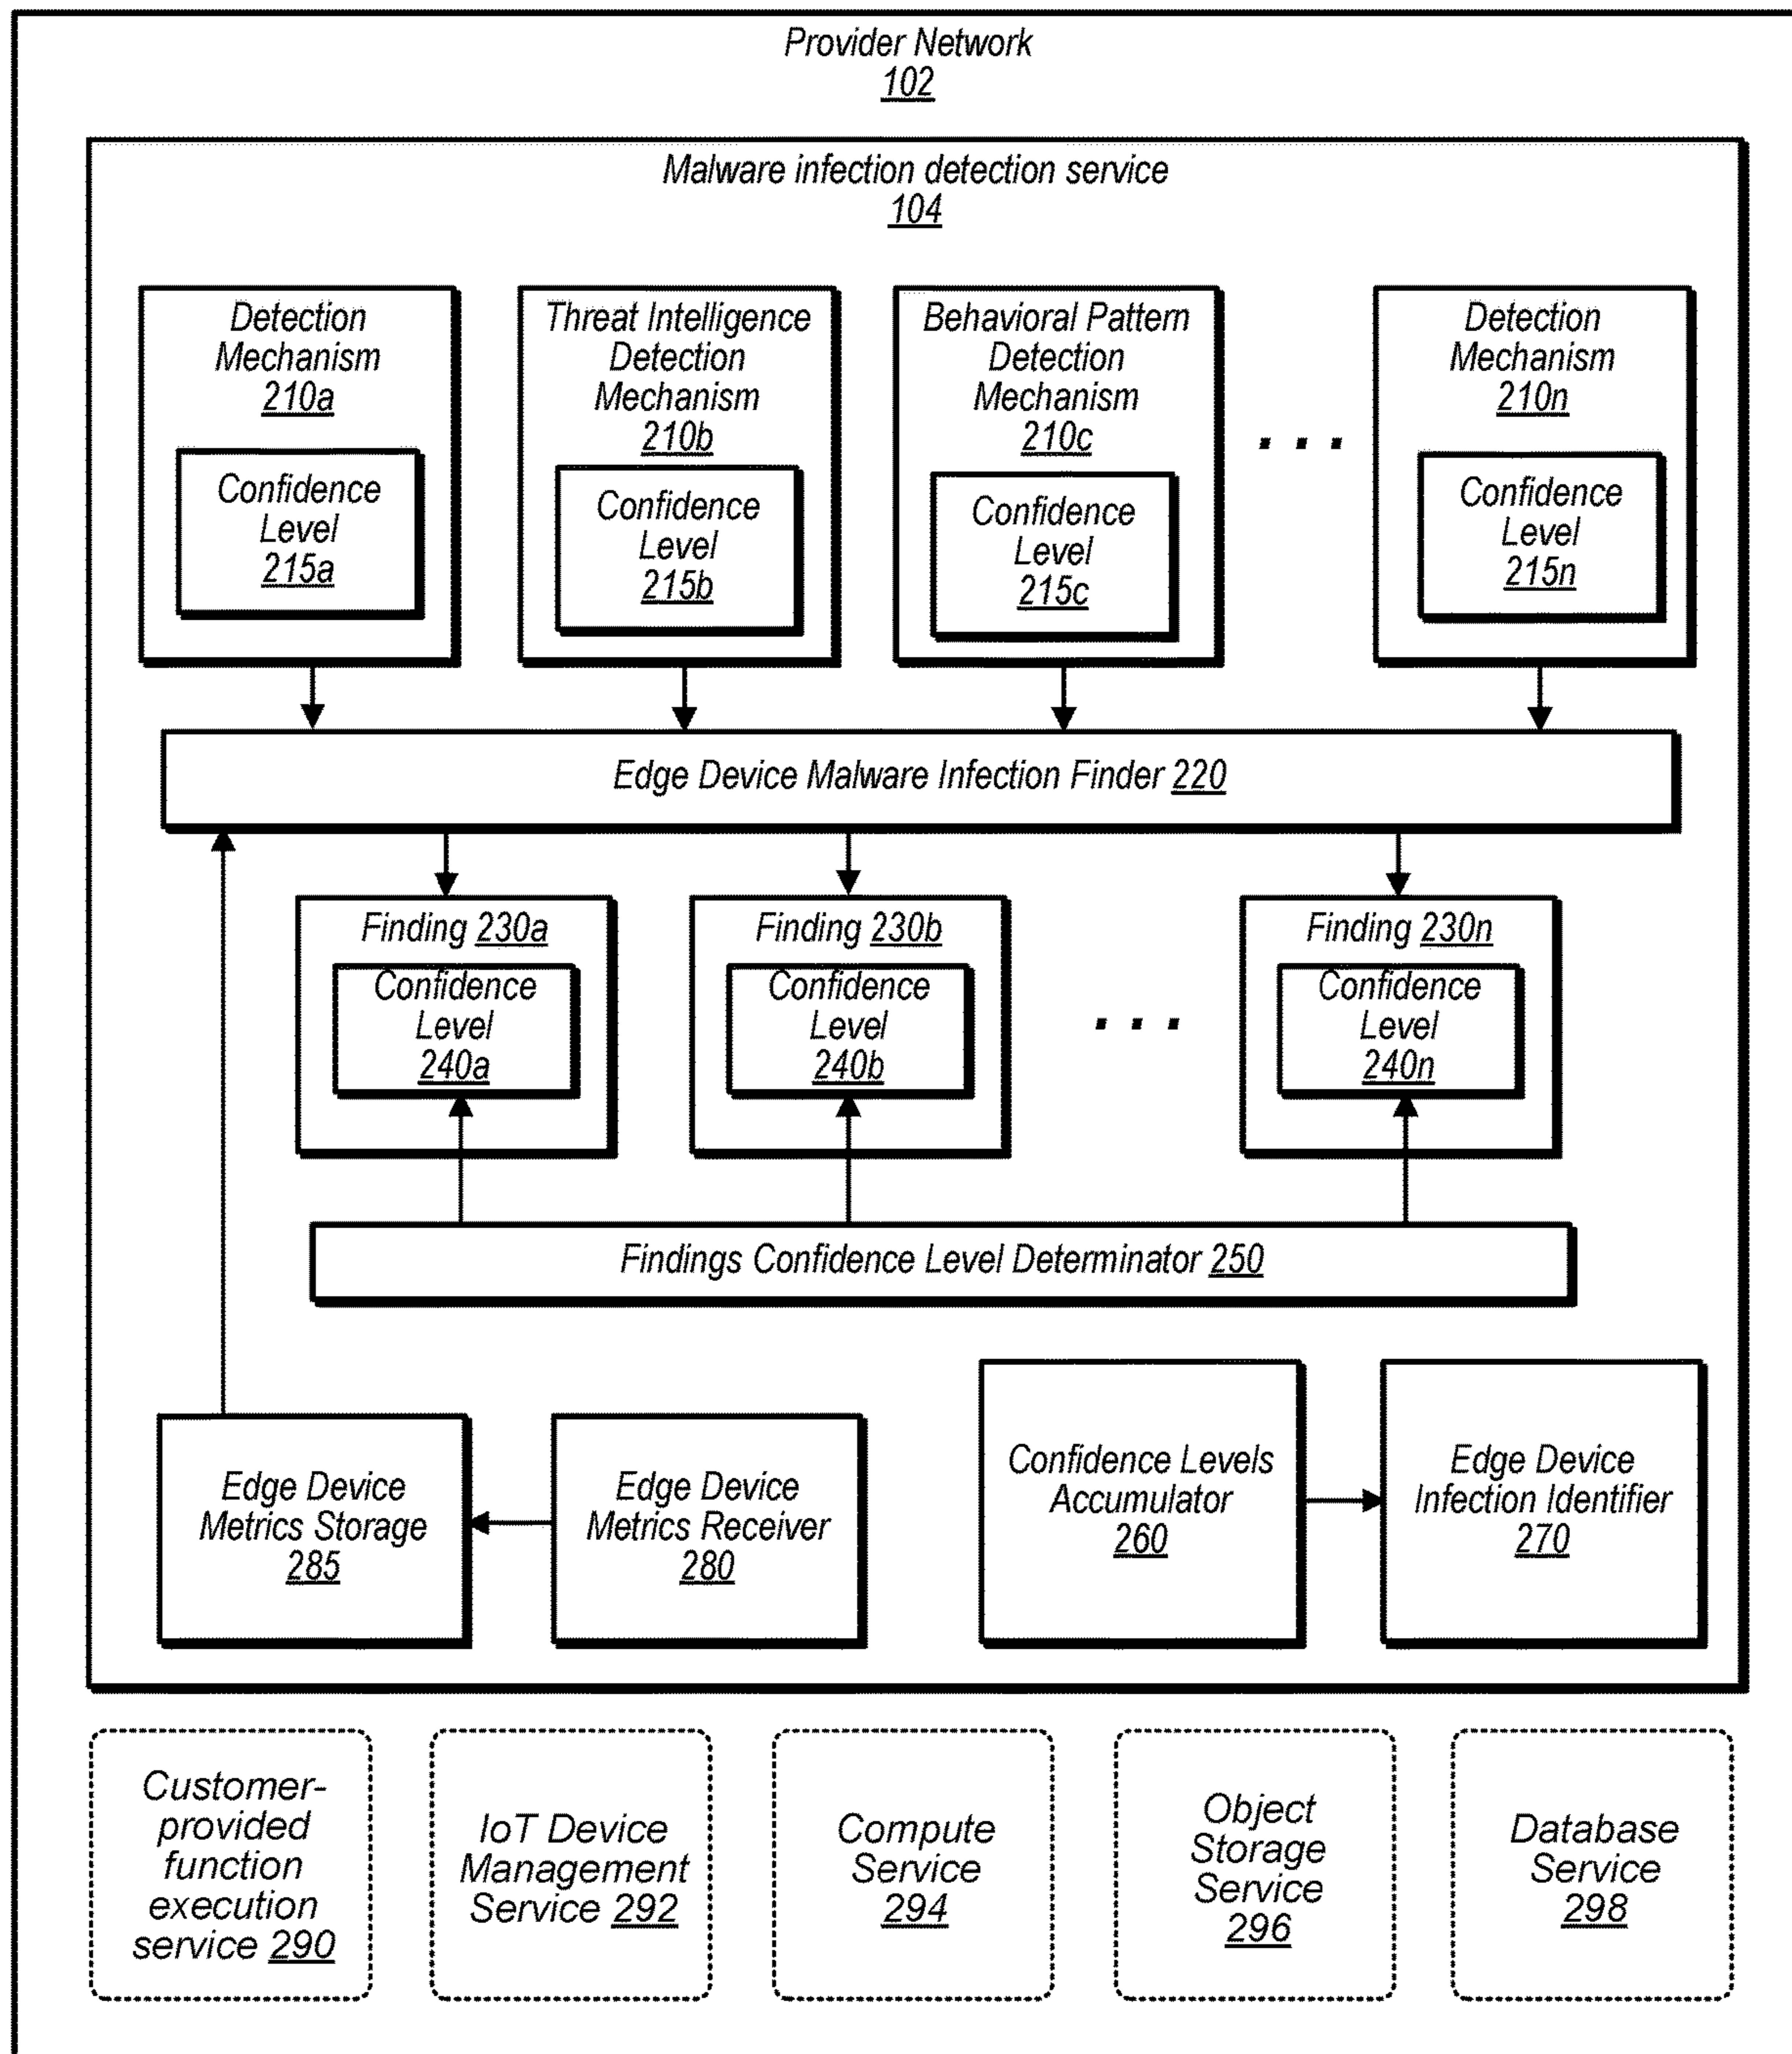 Provider Network
102
Malware infection detection service
104
Detection
Mechanism
210a
Confidence
Level
215a
Threat Intelligence
Detection
Mechanism
210b
Confidence
Level
215b
Behavioral Pattern
Detection
Mechanism
210c
Confidence
Level
215c
. . .
Detection
Mechanism
210n
Confidence
Level
215n
Edge Device Malware Infection Finder 220
Finding 230a
Confidence
Level
240a
Finding 230b
Confidence
Level
240b
. . .
Finding 230n
Confidence
Level
240n
Findings Confidence Level Determinator 250
Edge Device
Metrics Storage
285
Edge Device
Metrics Receiver
280
Confidence Levels
Accumulator
260
Edge Device
Infection Identifier
270
Customer-
provided
function
execution
service 290
IoT Device
Management
Service 292
Compute
Service
294
Object
Storage
Service
296
Database
Service
298